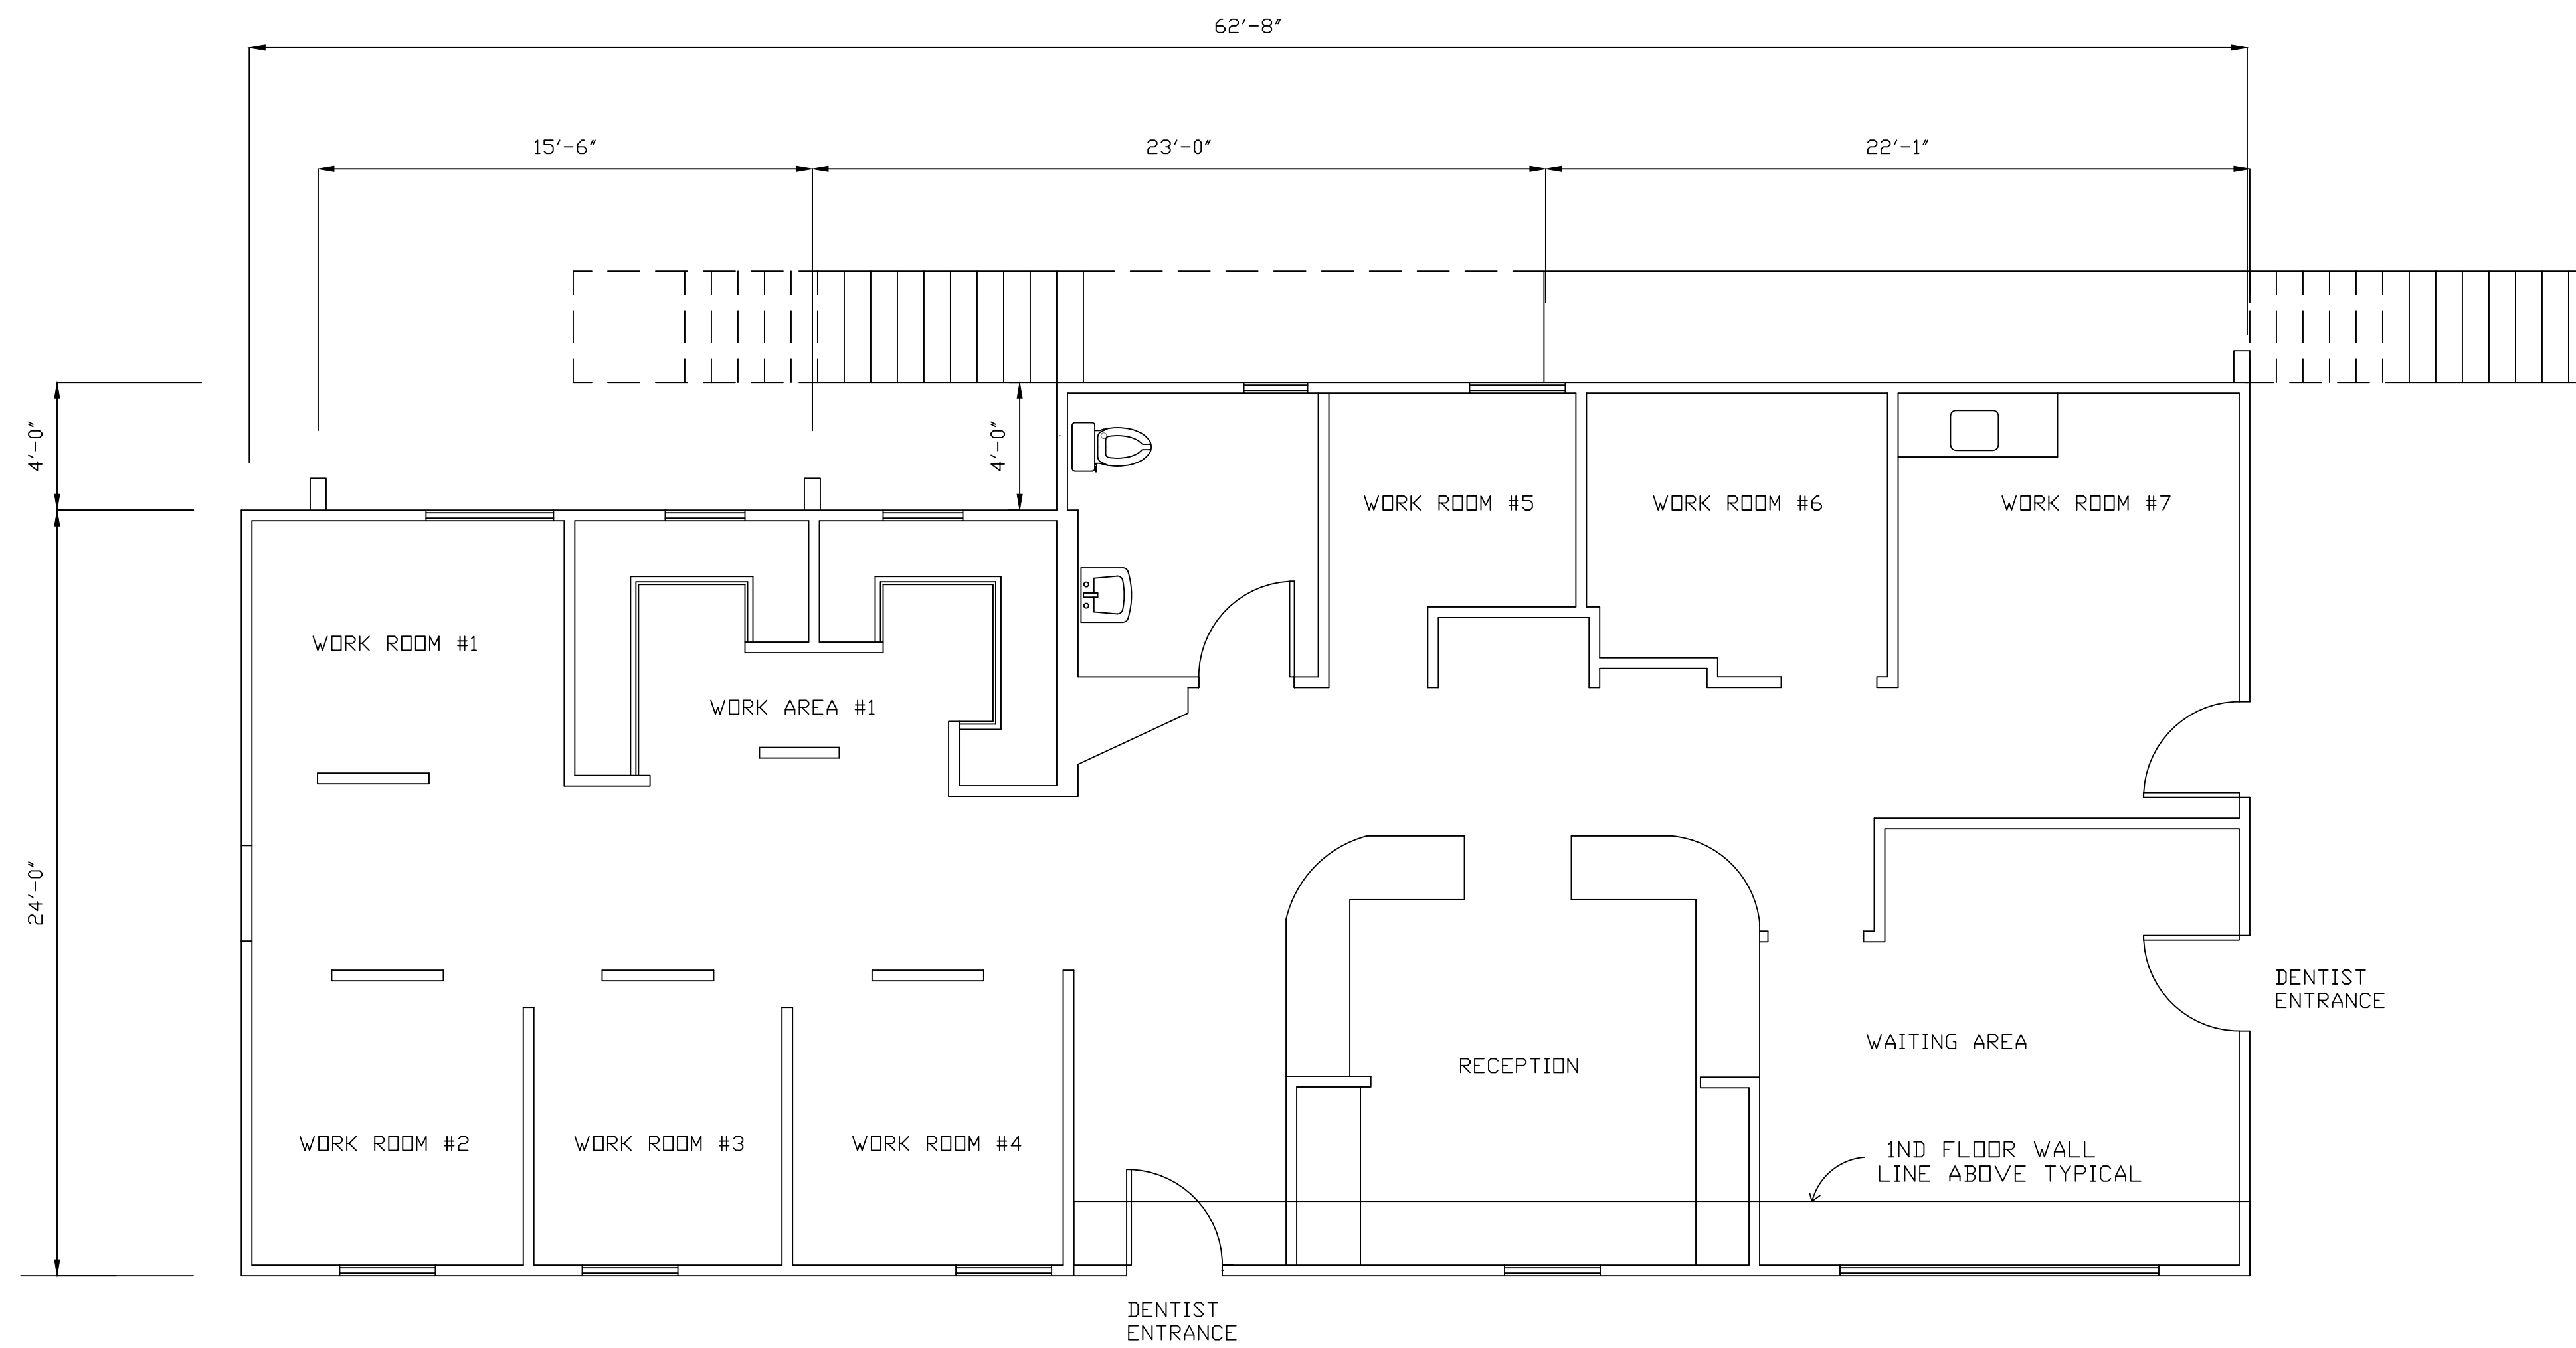 62'-8"
15'-6"
23'-0"
22'-1"
4'-0"
4'-0"
WORK ROOM #5
WORK ROOM #6
WORK ROOM #7
WORK ROOM #1
WORK AREA #1
24'-0"
DENTIST
ENTRANCE
WAITING AREA
RECEPTION
WORK ROOM #2
WORK ROOM #3
WORK ROOM #4
1ND FLOOR WALL
LINE ABOVE TYPICAL
DENTIST
ENTRANCE